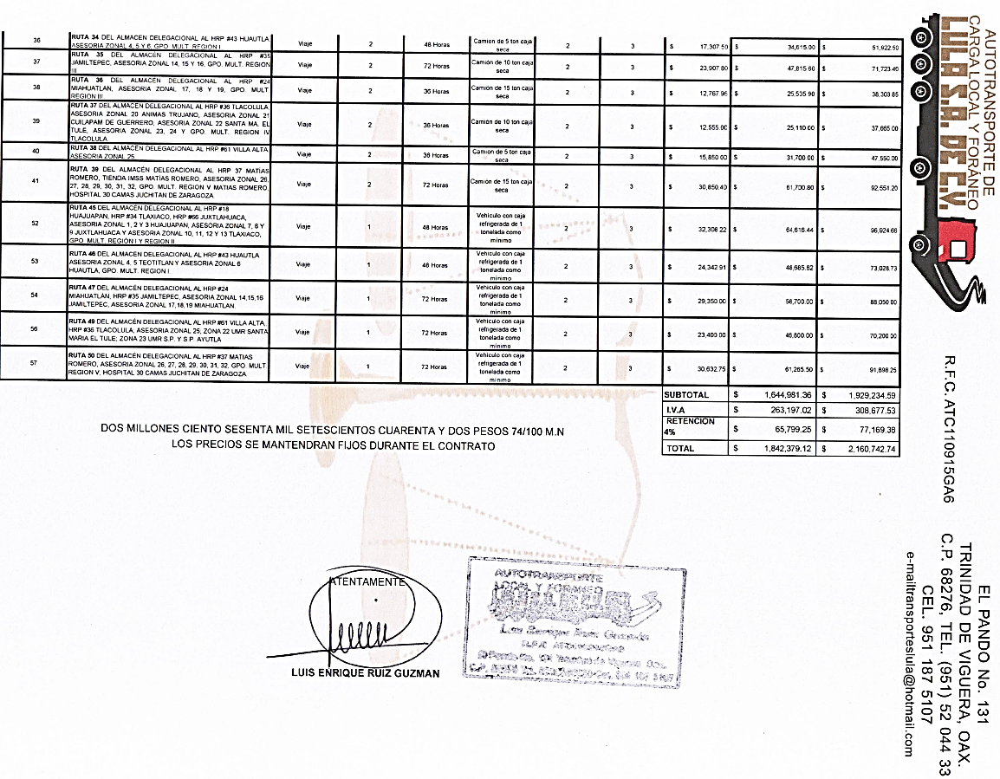 36 RUTA 34 DEL ALMACEN DELEGACIONAL AL HRP #43 HUAUTLA ASESORIA ZONAL 4, 5 Y 6, GPO. MULT. REGION I Viaje 2 48 Horas Camión de 5 ton caja seca 2 3 $ 17,307.50 $ 34,615.00 $ 51,922.50
37 RUTA 35 DEL ALMACEN DELEGACIONAL AL HRP #35 JAMILTEPEC, ASESORIA ZONAL 14, 15 Y 16, GPO. MULT. REGION III Viaje 2 72 Horas Camión de 10 ton caja seca 2 3 $ 23,907.80 $ 47,815.60 $ 71,723.40
38 RUTA 36 DEL ALMACEN DELEGACIONAL AL HRP #24 MIAHUATLAN, ASESORIA ZONAL 17, 18 Y 19, GPO. MULT REGION III Viaje 2 36 Horas Camión de 15 ton caja seca 2 3 $ 12,767.95 $ 25,535.90 $ 38,303.85
39 RUTA 37 DEL ALMACEN DELEGACIONAL AL HRP #36 TLACOLULA ASESORIA ZONAL 20 ANIMAS TRUJANO, ASESORIA ZONAL 21 CUILAPAM DE GUERRERO, ASESORIA ZONAL 22 SANTA MA. EL TULE, ASESORIA ZONAL 23, 24 Y GPO. MULT. REGION IV TLACOLULA Viaje 2 36 Horas Camión de 10 ton caja seca 2 3 $ 12,555.00 $ 25,110.00 $ 37,665.00
40 RUTA 38 DEL ALMACÉN DELEGACIONAL AL HRP #61 VILLA ALTA, ASESORIA ZONAL 25 Viaje 2 36 Horas Camión de 5 ton caja seca 2 3 $ 15,850.00 $ 31,700.00 $ 47,550.00
41 RUTA 39 DEL ALMACÉN DELEGACIONAL AL HRP 37 MATIAS ROMERO, TIENDA IMSS MATIAS ROMERO, ASESORIA ZONAL 26, 27, 28, 29, 30, 31, 32, GPO. MULT. REGION V MATIAS ROMERO, HOSPITAL 30 CAMAS JUCHITAN DE ZARAGOZA. Viaje 2 72 Horas Camión de 15 ton caja seca 2 3 $ 30,850.40 $ 61,700.80 $ 92,551.20
52 RUTA 45 DEL ALMACÉN DELEGACIONAL AL HRP #18 HUAJUAPAN, HRP #34 TLAXIACO, HRP #66 JUXTLAHUACA, ASESORIA ZONAL 1, 2 Y 3 HUAJUAPAN, ASESORIA ZONAL 7, 8 Y 9 JUXTLAHUACA Y ASESORIA ZONAL 10, 11, 12 Y 13 TLAXIACO, GPO. MULT. REGION I Y REGION II Viaje 1 48 Horas Vehículo con caja refrigerada de 1 tonelada como mínimo 2 3 $ 32,308.22 $ 64,616.44 $ 96,924.66
53 RUTA 46 DEL ALMACÉN DELEGACIONAL AL HRP #43 HUAUTLA ASESORIA ZONAL 4, 5 TEOTITLAN Y ASESORIA ZONAL 6 HUAUTLA, GPO. MULT. REGION I. Viaje 1 48 Horas Vehículo con caja refrigerada de 1 tonelada como mínimo 2 3 $ 24,342.91 $ 48,685.82 $ 73,028.73
54 RUTA 47 DEL ALMACÉN DELEGACIONAL AL HRP #24 MIAHUATLÁN, HRP #35 JAMILTEPEC, ASESORIA ZONAL 14,15,16 JAMILTEPEC, ASESORIA ZONAL 17,18,19 MIAHUATLAN. Viaje 1 72 Horas Vehículo con caja refrigerada de 1 tonelada como mínimo 2 3 $ 29,350.00 $ 58,700.00 $ 88,050.00
56 RUTA 49 DEL ALMACÉN DELEGACIONAL AL HRP #61 VILLA ALTA, HRP #36 TLACOLULA; ASESORIA ZONAL 25; ZONA 22 UMR SANTA MARIA EL TULE; ZONA 23 UMR S.P. Y S.P. AYUTLA Viaje 1 72 Horas Vehículo con caja refrigerada de 1 tonelada como mínimo 2 3 $ 23,400.00 $ 46,800.00 $ 70,200.00
57 RUTA 50 DEL ALMACÉN DELEGACIONAL AL HRP #37 MATIAS ROMERO, ASESORIA ZONAL 26, 27, 28, 29, 30, 31, 32, GPO. MULT. REGION V, HOSPITAL 30 CAMAS JUCHITAN DE ZARAGOZA. Viaje 1 72 Horas Vehículo con caja refrigerada de 1 tonelada como mínimo 2 3 $ 30,632.75 $ 61,265.50 $ 91,898.25
SUBTOTAL $ 1,644,981.36 $ 1,929,234.59
I.V.A $ 263,197.02 $ 308,677.53
RETENCION 4% $ 65,799.25 $ 77,169.38
TOTAL $ 1,842,379.12 $ 2,160,742.74
DOS MILLONES CIENTO SESENTA MIL SETESCIENTOS CUARENTA Y DOS PESOS 74/100 M.N
LOS PRECIOS SE MANTENDRAN FIJOS DURANTE EL CONTRATO
ATENTAMENTE
LUIS ENRIQUE RUIZ GUZMAN
AUTOTRANSPORTE
LOCAL Y FORANEO
Luis Enrique Ruiz Guzmán
AUTOTRANSPORTE DE
CARGA LOCAL Y FORÁNEO
LULA S.A. DE C.V.
R.F.C. ATC110915GA6
EL PANDO No. 131
TRINIDAD DE VIGUERA, OAX.
C.P. 68276, TEL. (951) 52 044 33
CEL. 951 187 5107
e-mailtransporteslula@hotmail.com